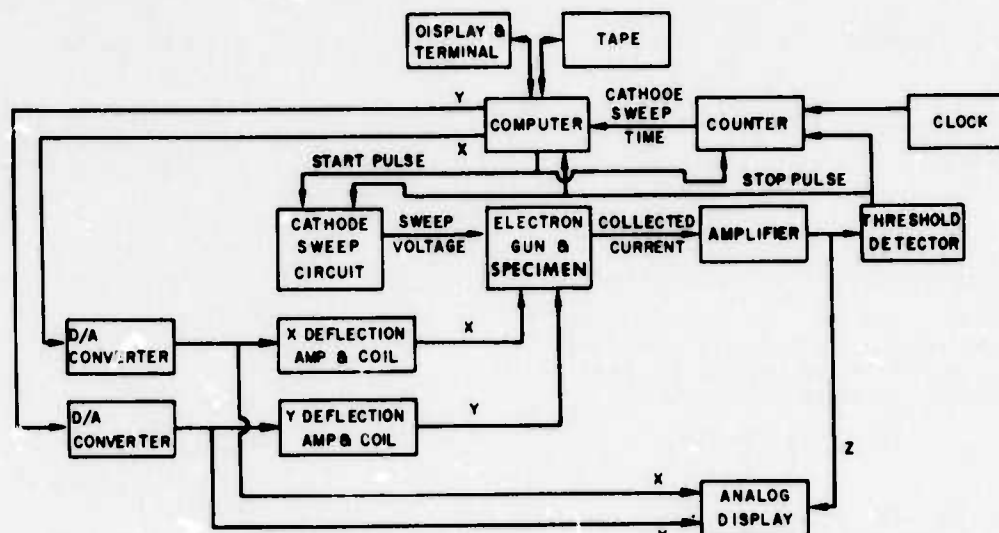 DISPLAY &
TERMINAL
TAPE
Y
COMPUTER
CATHODE
SWEEP
TIME
COUNTER
CLOCK
X
START PULSE
STOP PULSE
CATHODE
SWEEP
CIRCUIT
SWEEP
VOLTAGE
ELECTRON
GUN &
SPECIMEN
COLLECTED
CURRENT
AMPLIFIER
THRESHOLD
DETECTOR
D/A
CONVERTER
X DEFLECTION
AMP & COIL
X
D/A
CONVERTER
Y DEFLECTION
AMP & COIL
Y
Z
X
ANALOG
DISPLAY